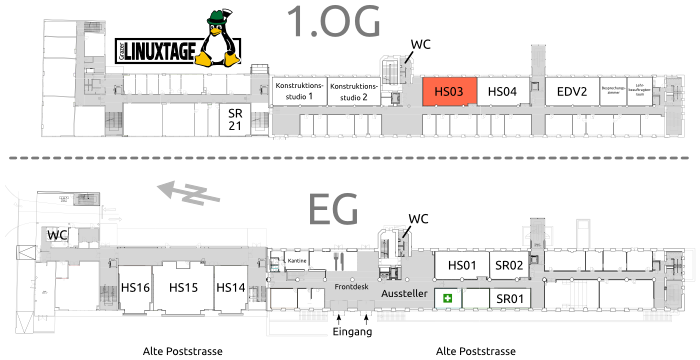 1.OG
Grazer
LINUXTAGE
WC
Konstruktions-
studio 1
Konstruktions-
studio 2
HS03
HS04
EDV2
Besprechungs-
zimmer
Lehr-
beauftragten
raum
SR
21
EG
WC
WC
Kantine
HS01
SR02
HS16
HS15
HS14
Frontdesk
Aussteller
SR01
Eingang
Alte Poststrasse
Alte Poststrasse